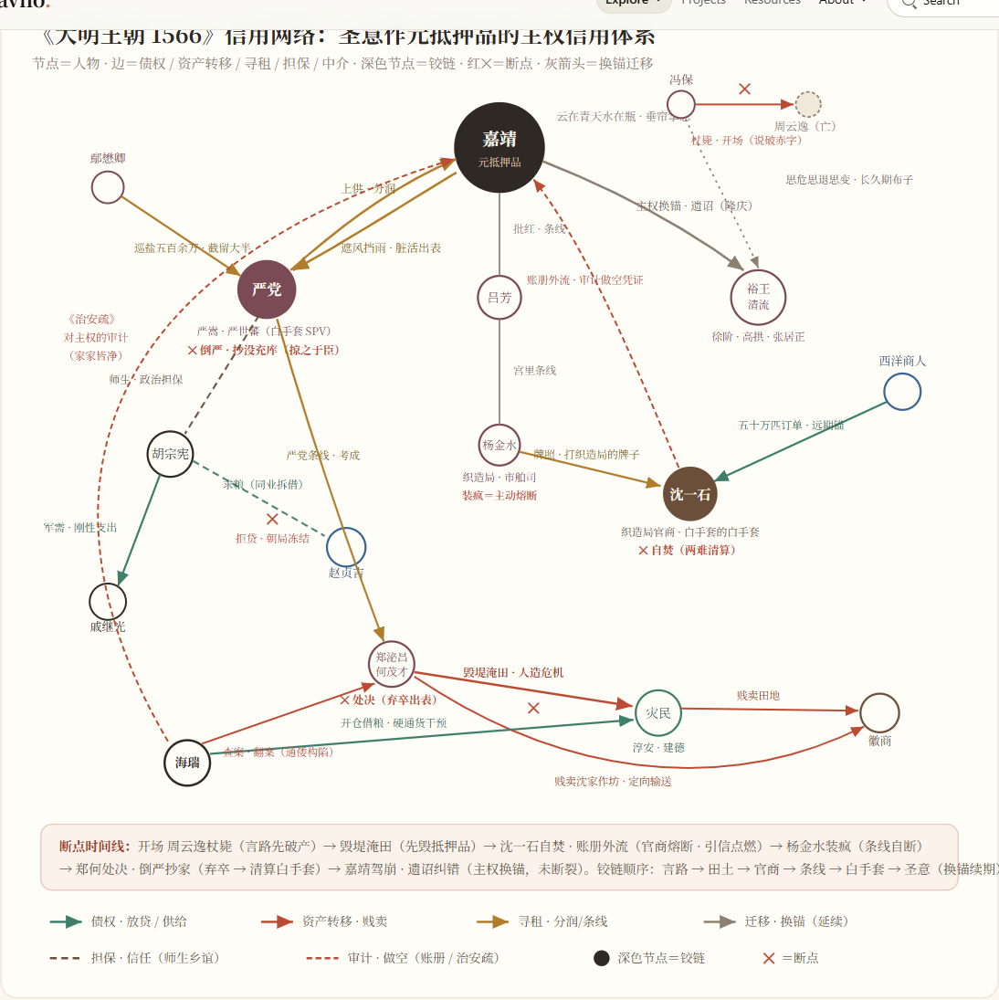 Explore
Projects
Resources
About
Search
《大明王朝 1566》信用网络：圣意作元抵押品的主权信用体系
节点＝人物 · 边＝债权 / 资产转移 / 寻租 / 担保 / 中介 · 深色节点＝铰链 · 红✕＝断点 · 灰箭头＝换锚迁移
冯保
周云逸（亡）
杖毙 · 开场（说破赤字）
云在青天水在瓶 · 垂帘
思危思退思变 · 长久期布子
嘉靖
元抵押品
鄢懋卿
上供 · 分润
主权换锚 · 遗诏（隆庆）
批红 · 条线
巡盐五百余万 · 截留大半
遮风挡雨 · 脏活出表
账册外流 · 审计做空凭证
严党
吕芳
裕王
清流
徐阶 · 高拱 · 张居正
《治安疏》
对主权的审计
（家家皆净）
严嵩 · 严世蕃（白手套 SPV）
✕ 倒严 · 抄没充库（掠之于臣）
师生 · 政治担保
宫里条线
西洋商人
五十万匹订单 · 远期锚
胡宗宪
严党条线 · 考成
杨金水
牌照 · 打织造局的牌子
织造局 · 市舶司
装疯＝主动熔断
求粮（同业拆借）
沈一石
织造局官商 · 白手套的白手套
✕ 自焚（两难清算）
军需 · 刚性支出
拒贷 · 朝局冻结
赵贞吉
戚继光
郑泌昌
何茂才
毁堤淹田 · 人造危机
✕ 处决（弃卒出表）
贱卖田地
灾民
淳安 · 建德
徽商
开仓借粮 · 硬通货干预
海瑞
查案 · 翻案（通倭构陷）
贱卖沈家作坊 · 定向输送
断点时间线：开场 周云逸杖毙（言路先破产）→ 毁堤淹田（先毁抵押品）→ 沈一石自焚 · 账册外流（官商熔断 · 引信点燃）→ 杨金水装疯（条线自断）
→ 郑何处决 · 倒严抄家（弃卒 → 清算白手套）→ 嘉靖驾崩 · 遗诏纠错（主权换锚，未断裂）。铰链顺序：言路 → 田土 → 官商 → 条线 → 白手套 → 圣意（换锚续期）
债权 · 放贷 / 供给
资产转移 · 贱卖
寻租 · 分润/条线
迁移 · 换锚（延续）
担保 · 信任（师生乡谊）
审计 · 做空（账册 / 治安疏）
深色节点＝铰链
✕ ＝断点